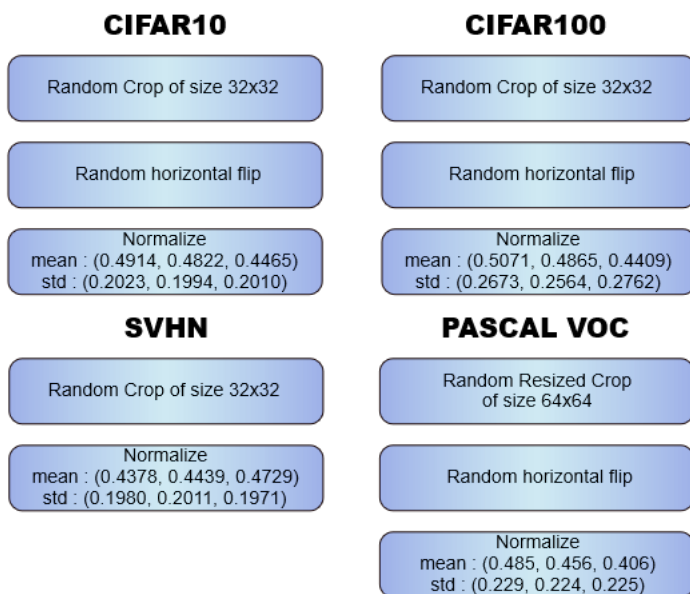 CIFAR10
Random Crop of size 32x32
Random horizontal flip
Normalize
mean : (0.4914, 0.4822, 0.4465)
std : (0.2023, 0.1994, 0.2010)
CIFAR100
Random Crop of size 32x32
Random horizontal flip
Normalize
mean : (0.5071, 0.4865, 0.4409)
std : (0.2673, 0.2564, 0.2762)
SVHN
Random Crop of size 32x32
Normalize
mean : (0.4378, 0.4439, 0.4729)
std : (0.1980, 0.2011, 0.1971)
PASCAL VOC
Random Resized Crop
of size 64x64
Random horizontal flip
Normalize
mean : (0.485, 0.456, 0.406)
std : (0.229, 0.224, 0.225)